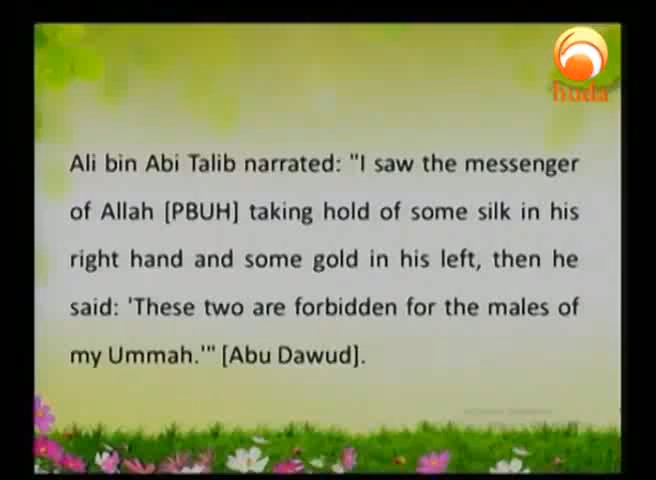 huda
Ali bin Abi Talib narrated: "I saw the messenger
of Allah [PBUH] taking hold of some silk in his
right hand and some gold in his left, then he
said: 'These two are forbidden for the males of
my Ummah.'" [Abu Dawud].